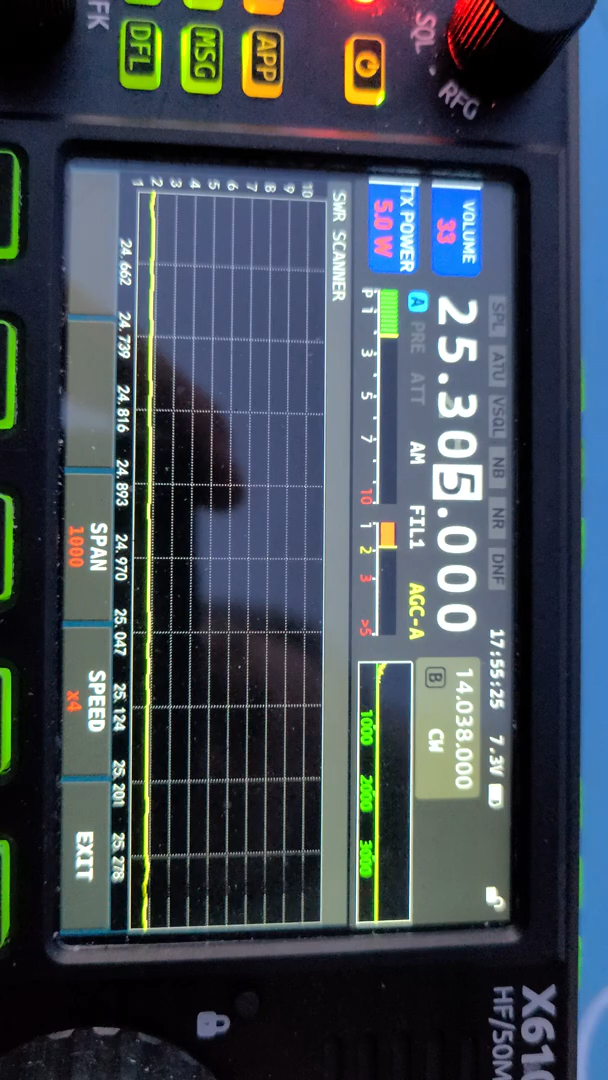 FK
SQL
RFG
DFL
MSG
APP
X61
HF/50M
SPL ATU VSQL NB NR DNF
17:55:25 7.3V
VOLUME
33
25.305.000
14.038.000
B CW
TX POWER
5.0 W
A PRE ATT AM FIL1 AGC-A
P 1 3 5 7 10 1 2 3 >5
1000 2000 3000
SWR SCANNER
10
9
8
7
6
5
4
3
2
1
24.662 24.739 24.816 24.893 24.970 25.047 25.124 25.201 25.278
SPAN
1000
SPEED
x4
EXIT